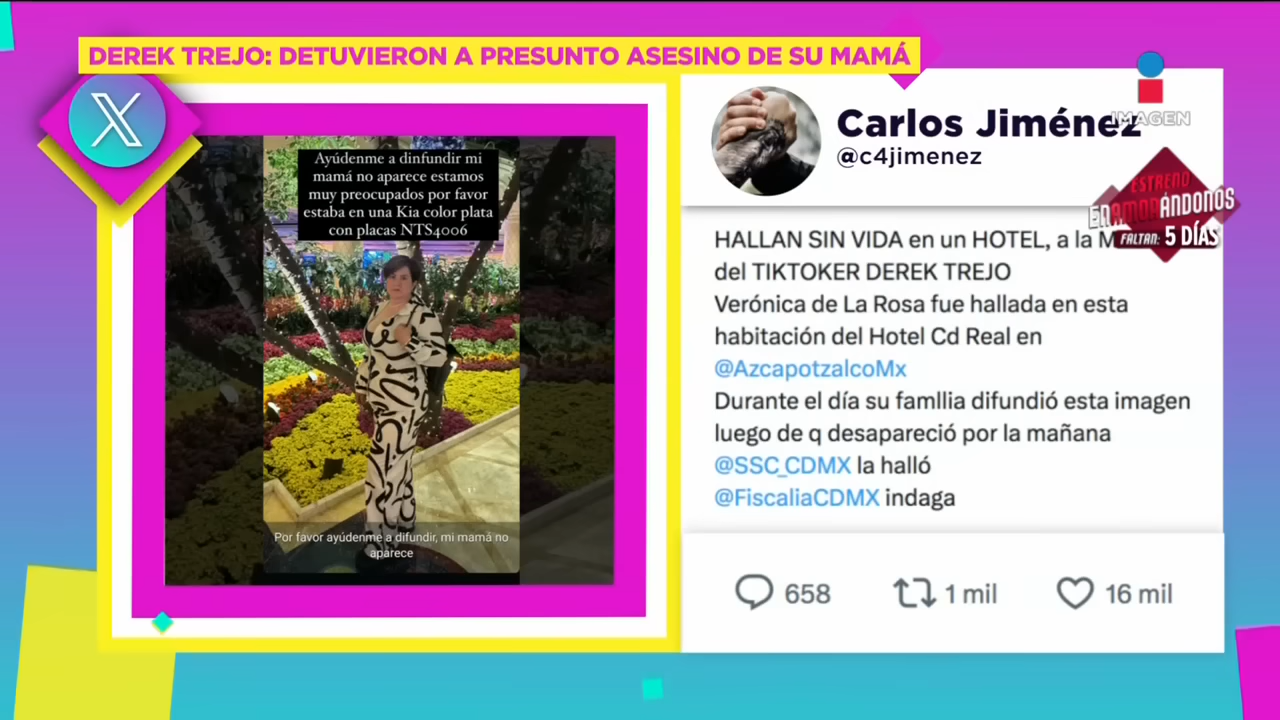 DEREK TREJO: DETUVIERON A PRESUNTO ASESINO DE SU MAMÁ
Ayúdenme a dinfundir mi
mamá no aparece estamos
muy preocupados por favor
estaba en una Kia color plata
con placas NTS4006
Por favor ayúdenme a difundir, mi mamá no
aparece
Carlos Jiménez
@c4jimenez
IMAGEN
ESTRENO
ENAMORÁNDONOS
FALTAN: 5 DÍAS
HALLAN SIN VIDA en un HOTEL, a la
del TIKTOKER DEREK TREJO
Verónica de La Rosa fue hallada en esta
habitación del Hotel Cd Real en
@AzcapotzalcoMx
Durante el día su famllia difundió esta imagen
luego de q desapareció por la mañana
@SSC_CDMX la halló
@FiscaliaCDMX indaga
658
1 mil
16 mil